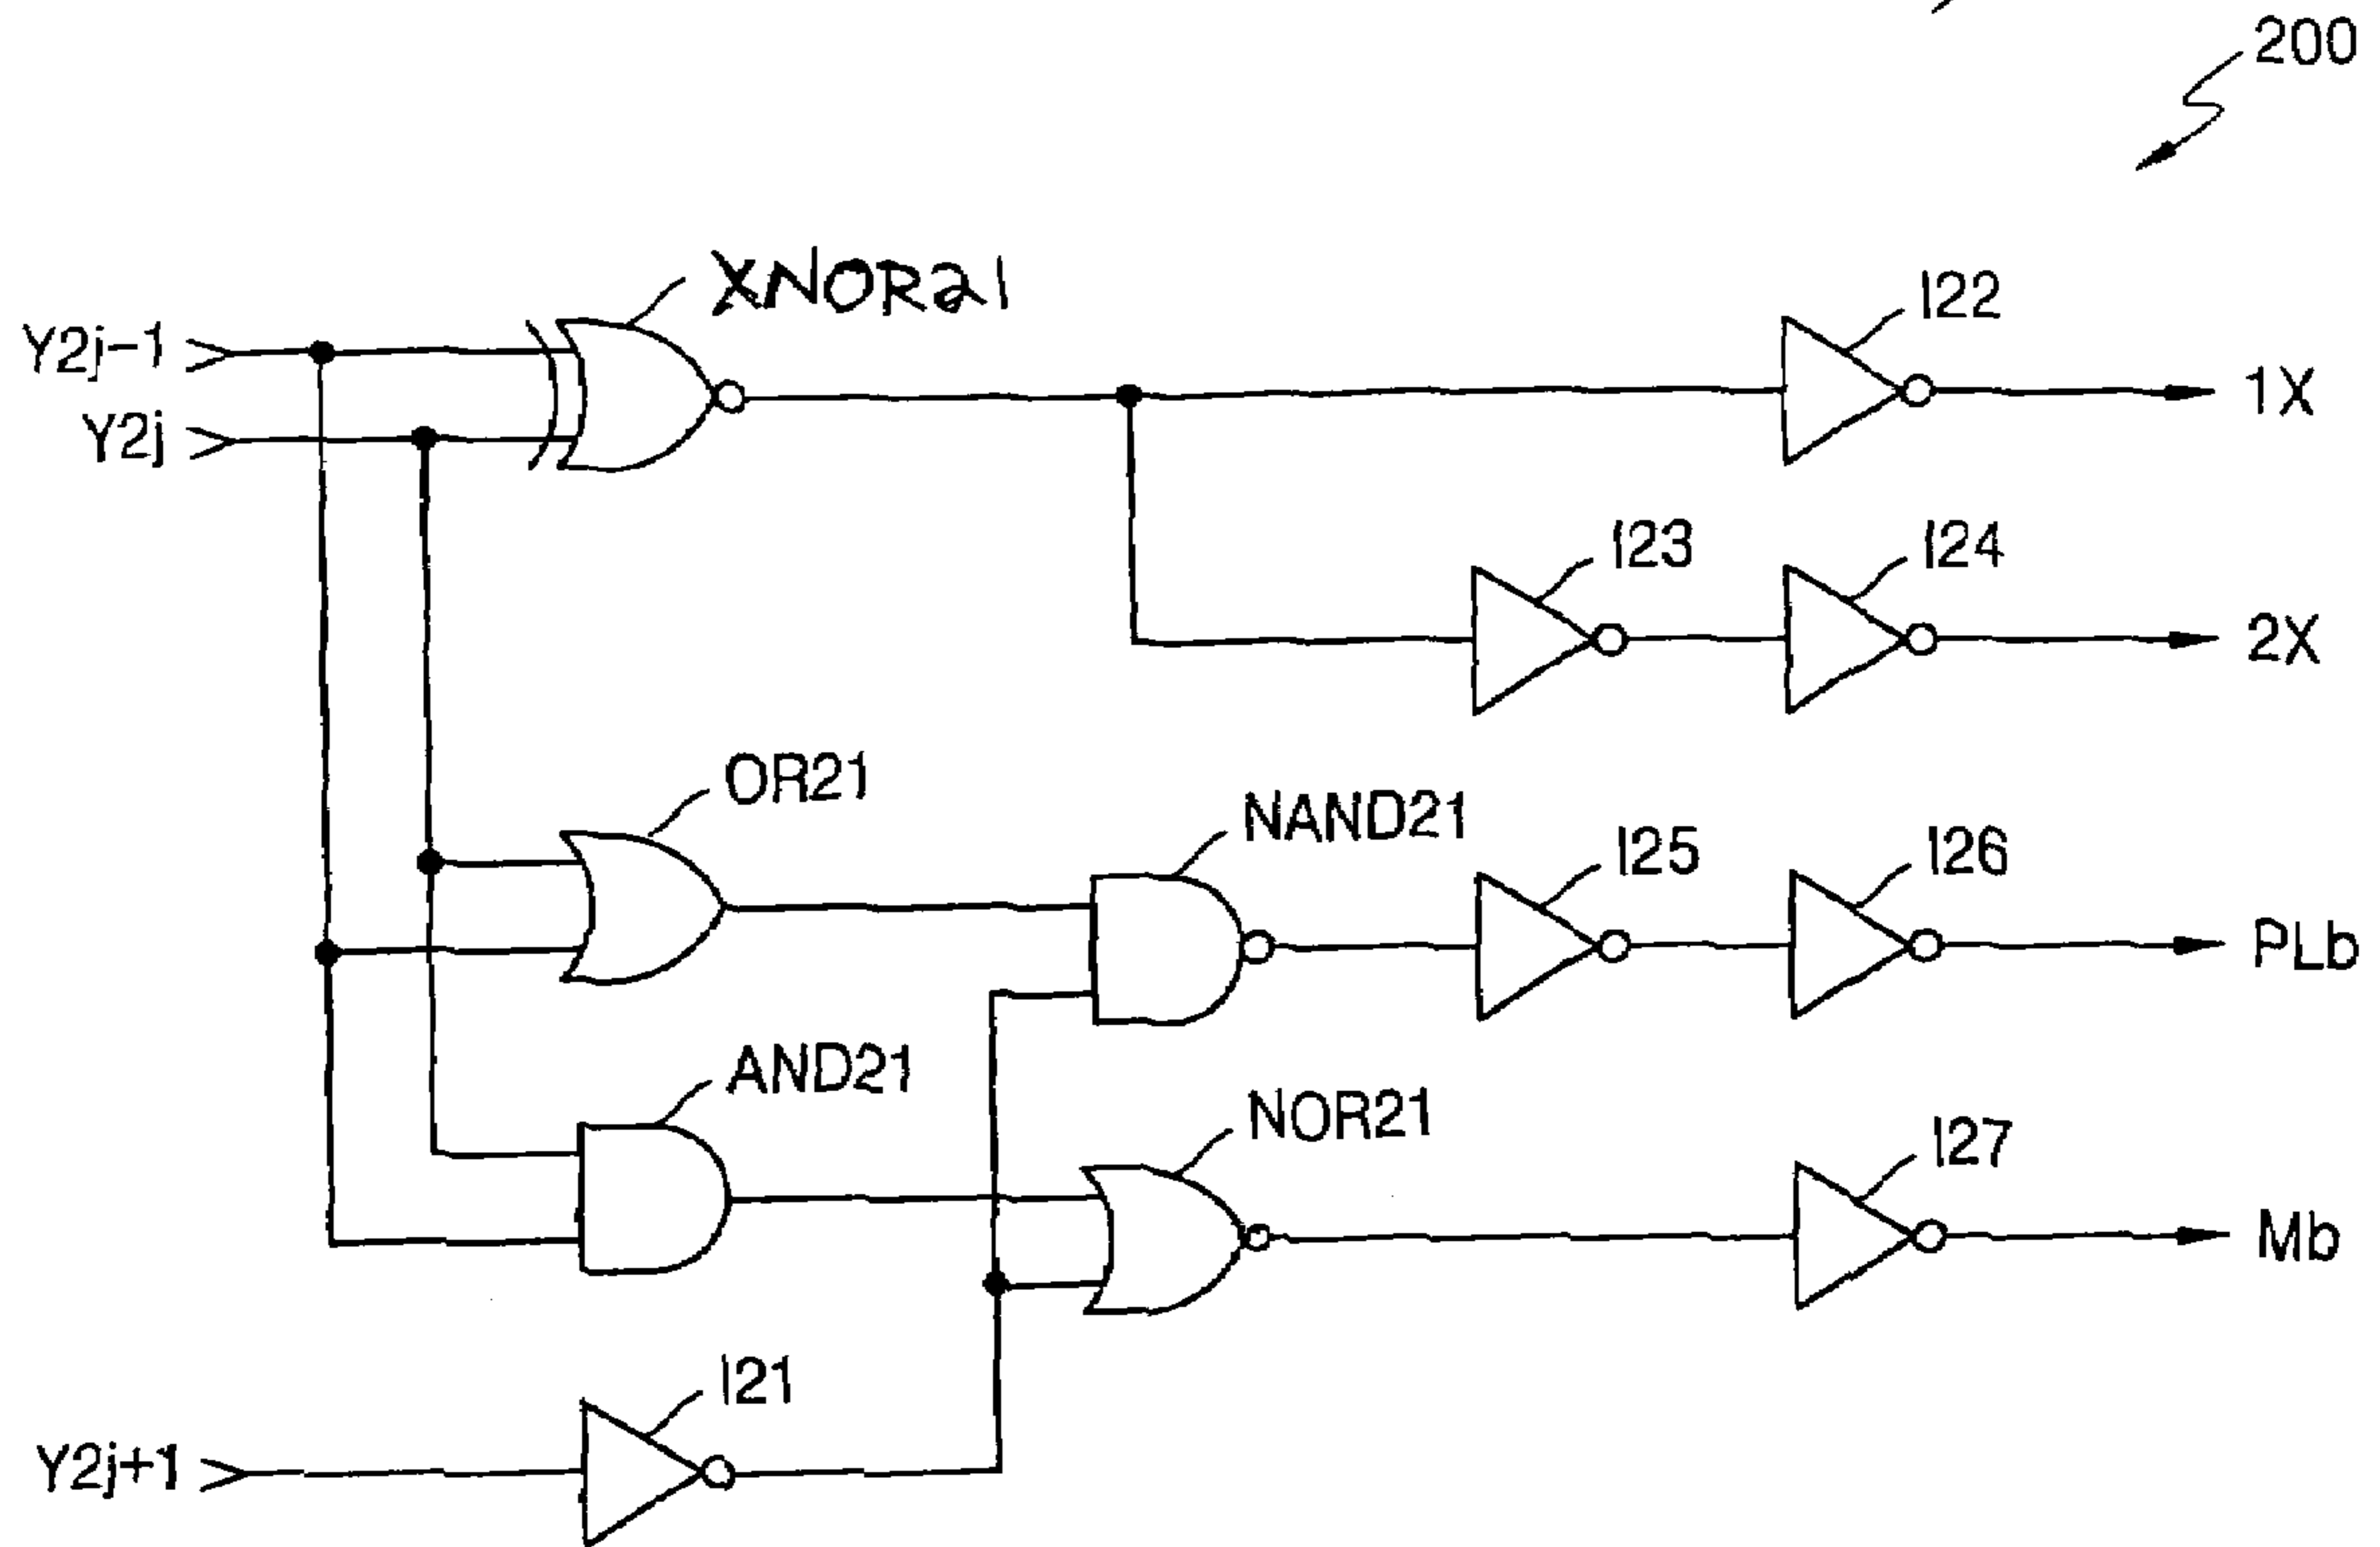 200
XNOR21
I22
Y2j-1
1X
Y2j
I23
I24
2X
OR21
NAND21
I25
I26
PLb
AND21
NOR21
I27
Mb
I21
Y2j+1